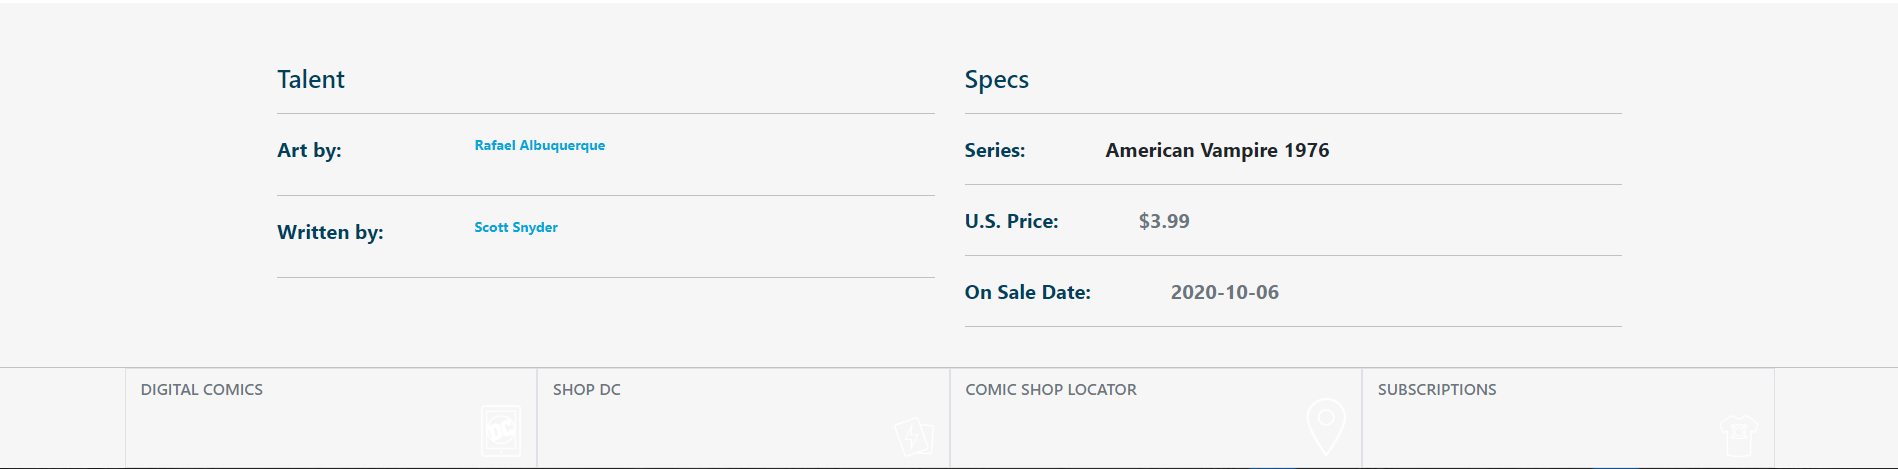 Talent
Art by: Rafael Albuquerque
Written by: Scott Snyder
Specs
Series: American Vampire 1976
U.S. Price: $3.99
On Sale Date: 2020-10-06
DIGITAL COMICS
DC
SHOP DC
COMIC SHOP LOCATOR
SUBSCRIPTIONS